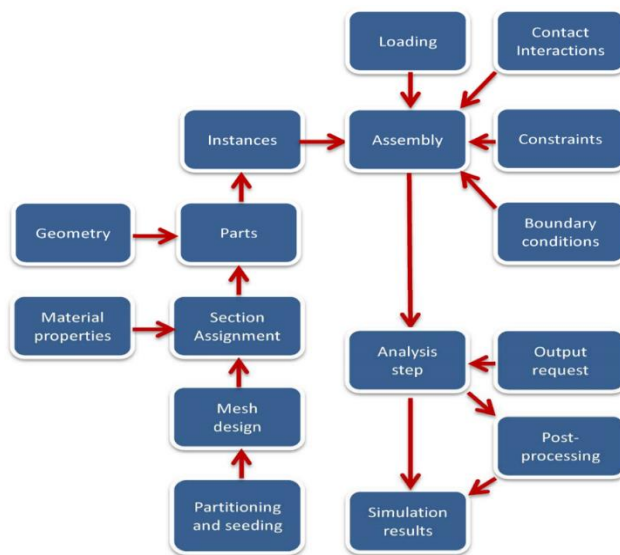 Loading
Contact
Interactions
Instances
Assembly
Constraints
Geometry
Parts
Boundary
conditions
Material
properties
Section
Assignment
Analysis
step
Output
request
Mesh
design
Post-
processing
Partitioning
and seeding
Simulation
results